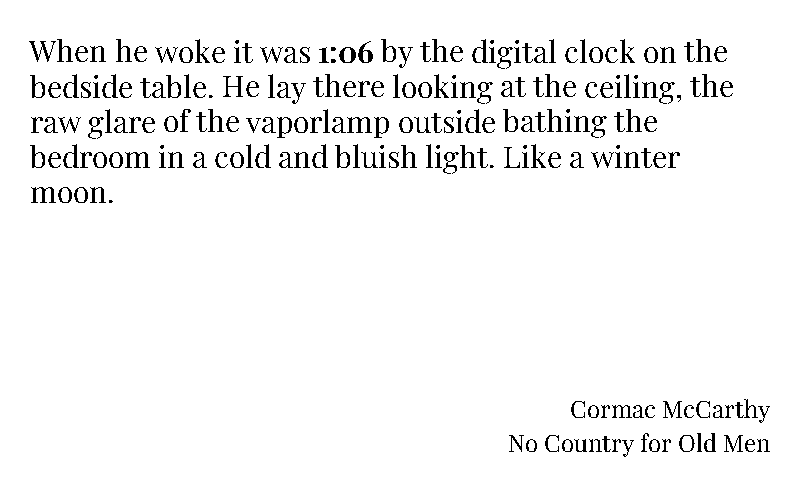 When he woke it was 1:06 by the digital clock on the
bedside table. He lay there looking at the ceiling, the
raw glare of the vaporlamp outside bathing the
bedroom in a cold and bluish light. Like a winter
moon.
Cormac McCarthy
No Country for Old Men